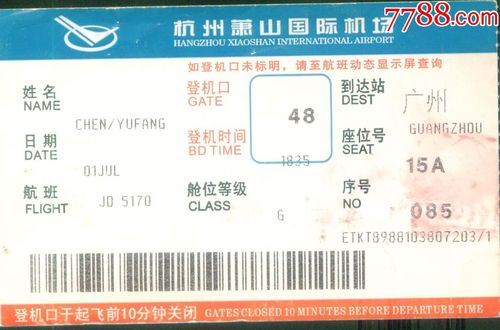 7788.com
杭州萧山国际机场
HANGZHOU XIAOSHAN INTERNATIONAL AIRPORT
如登机口未标明，请至航班动态显示屏查询
姓名 NAME CHEN/YUFANG
登机口 GATE 48
到达站 DEST 广州 GUANGZHOU
日期 DATE 01JUL
登机时间 BD TIME 1835
座位号 SEAT 15A
航班 FLIGHT JD 5170
舱位等级 CLASS G
序号 NO 085
ETKT8988103807203/1
登机口于起飞前10分钟关闭 GATES CLOSED 10 MINUTES BEFORE DEPARTURE TIME